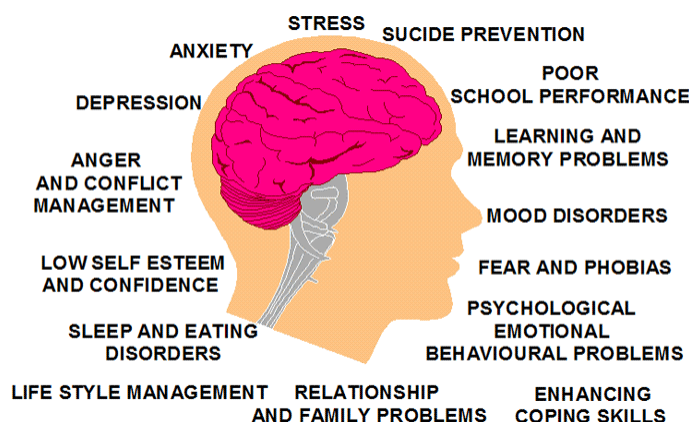 STRESS
SUCIDE PREVENTION
ANXIETY
POOR
SCHOOL PERFORMANCE
DEPRESSION
LEARNING AND
MEMORY PROBLEMS
ANGER
AND CONFLICT
MANAGEMENT
MOOD DISORDERS
LOW SELF ESTEEM
AND CONFIDENCE
FEAR AND PHOBIAS
PSYCHOLOGICAL
EMOTIONAL
BEHAVIOURAL PROBLEMS
SLEEP AND EATING
DISORDERS
LIFE STYLE MANAGEMENT
RELATIONSHIP
AND FAMILY PROBLEMS
ENHANCING
COPING SKILLS